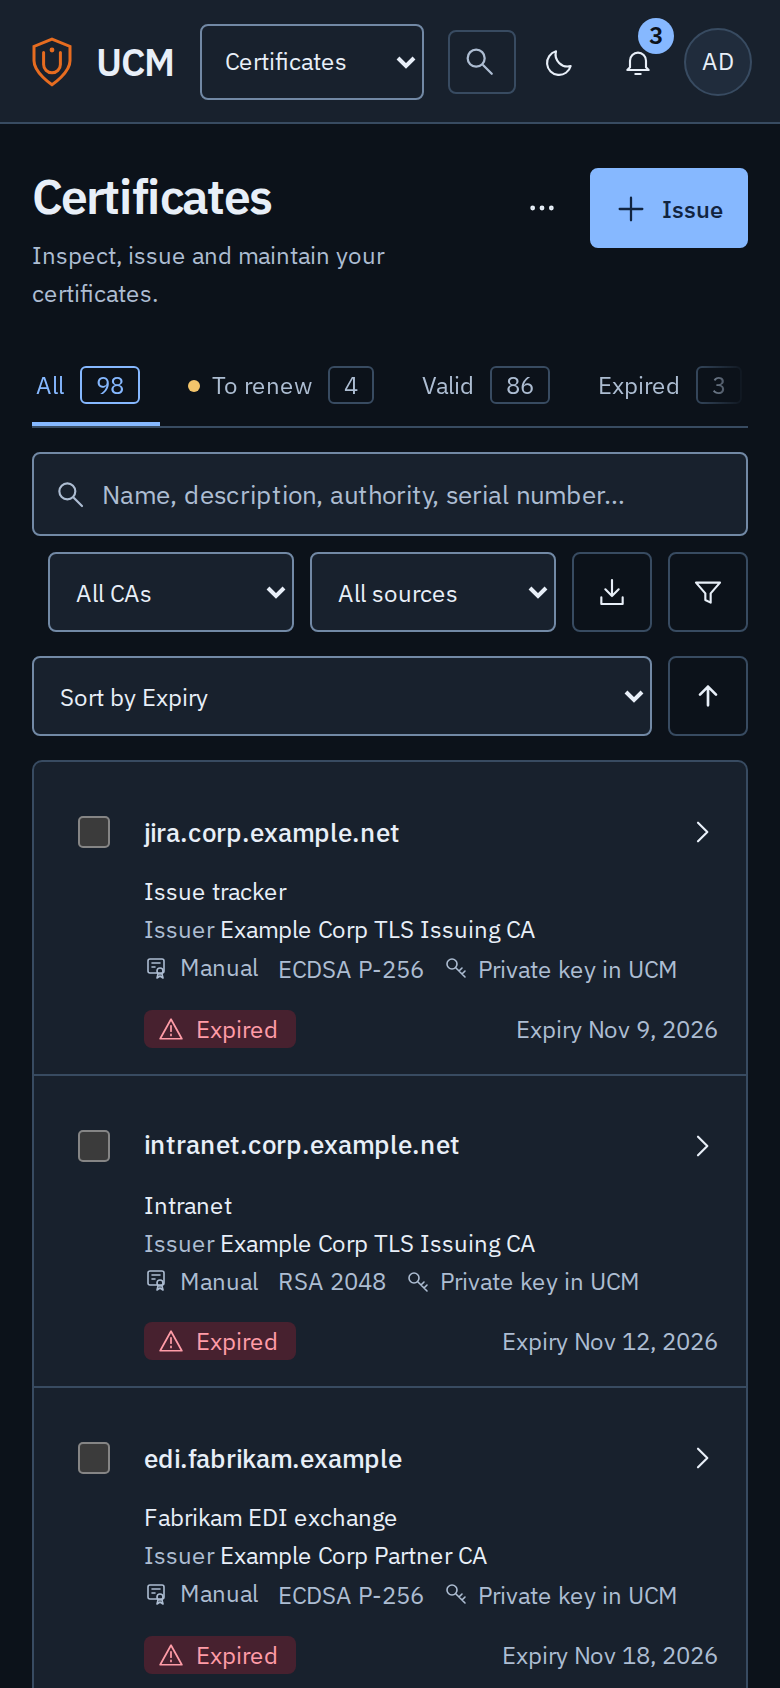 UCM
Certificates
3
AD
Certificates
Issue
Inspect, issue and maintain your
certificates.
All 98 To renew 4 Valid 86 Expired 3
Name, description, authority, serial number...
All CAs All sources
Sort by Expiry
jira.corp.example.net
Issue tracker
Issuer Example Corp TLS Issuing CA
Manual ECDSA P-256 Private key in UCM
Expired Expiry Nov 9, 2026
intranet.corp.example.net
Intranet
Issuer Example Corp TLS Issuing CA
Manual RSA 2048 Private key in UCM
Expired Expiry Nov 12, 2026
edi.fabrikam.example
Fabrikam EDI exchange
Issuer Example Corp Partner CA
Manual ECDSA P-256 Private key in UCM
Expired Expiry Nov 18, 2026